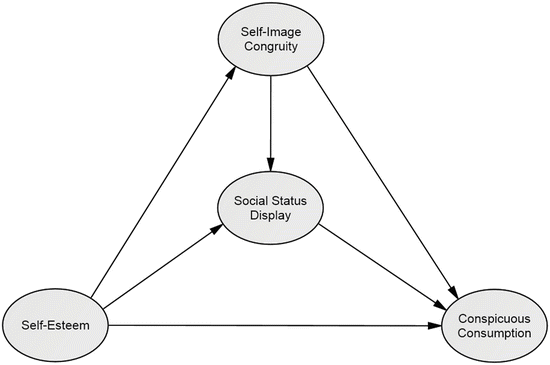 Self-Image
Congruity
Social Status
Display
Self-Esteem
Conspicuous
Consumption